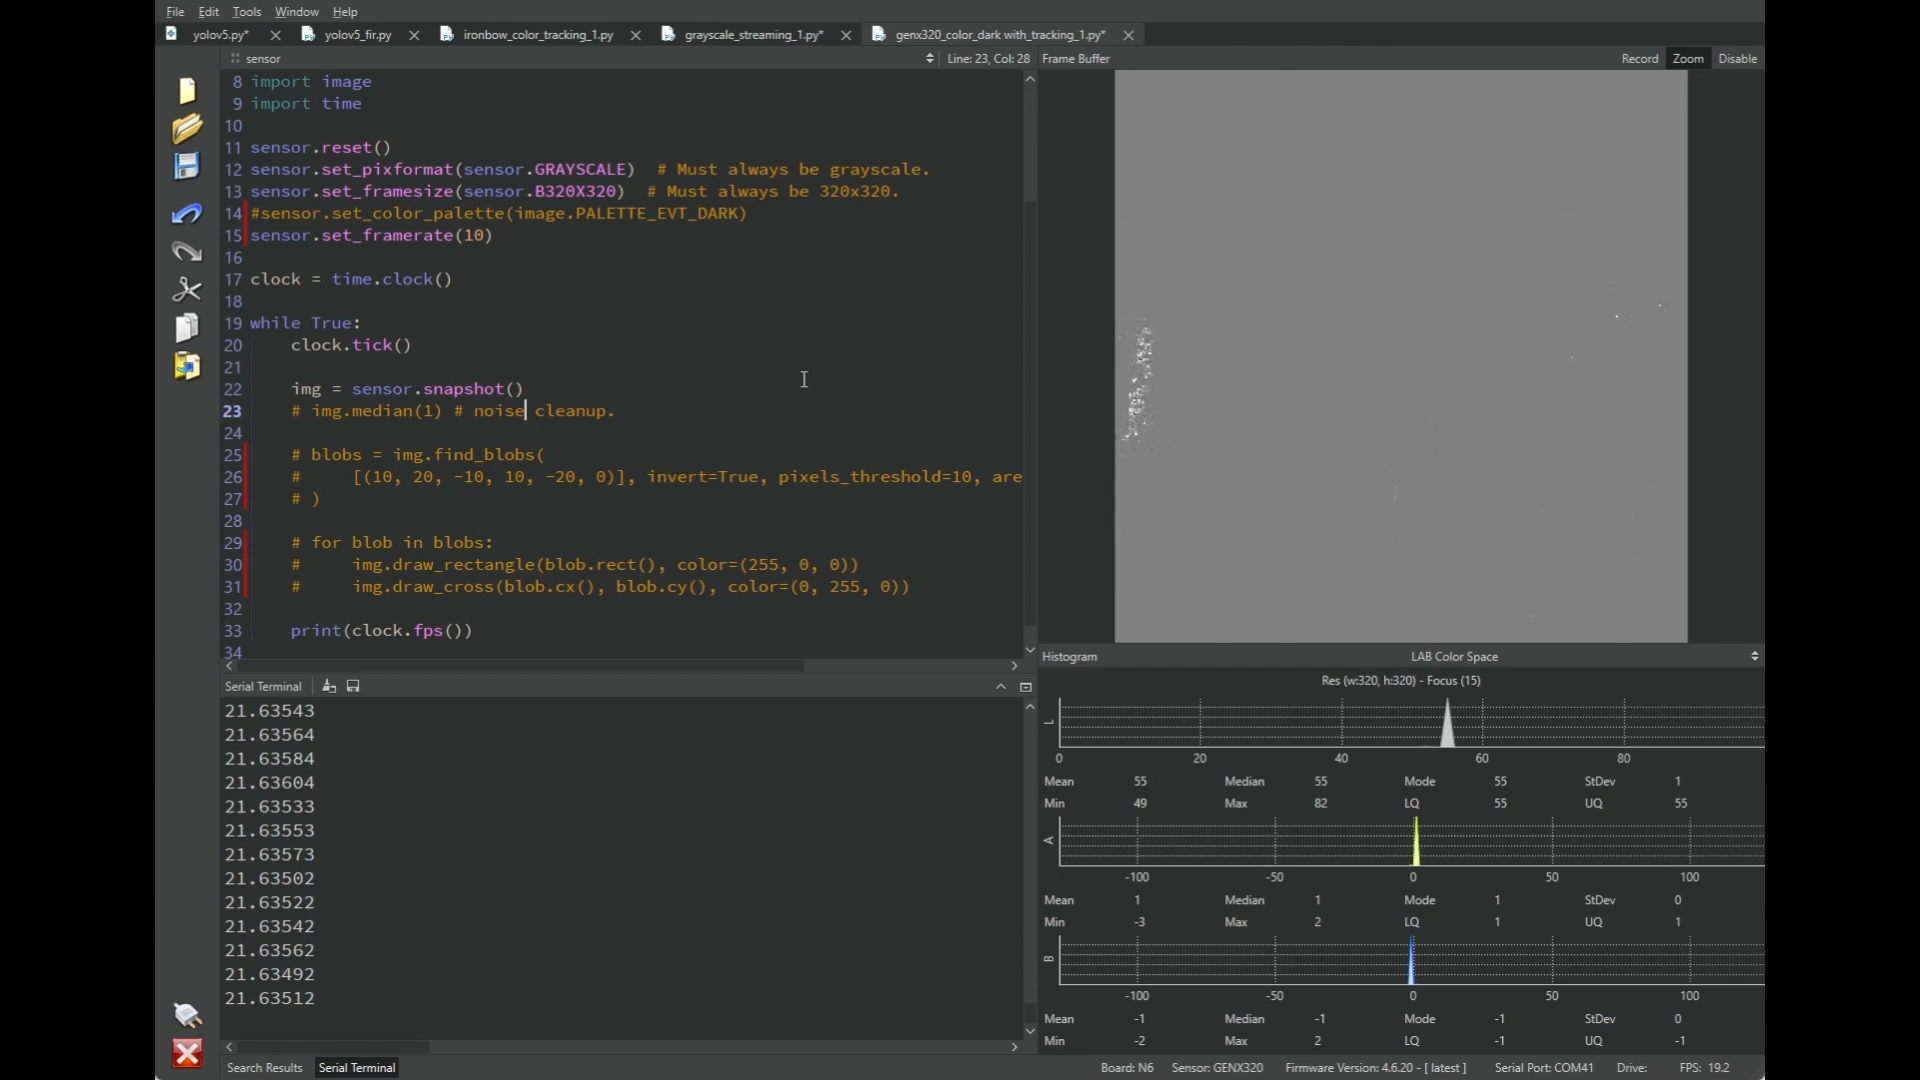 File Edit Tools Window Help
yolov5.py* yolov5_fir.py ironbow_color_tracking_1.py grayscale_streaming_1.py* genx320_color_dark with_tracking_1.py*
sensor Line: 23, Col: 28 Frame Buffer Record Zoom Disable
8 import image
9 import time
10
11 sensor.reset()
12 sensor.set_pixformat(sensor.GRAYSCALE)  # Must always be grayscale.
13 sensor.set_framesize(sensor.B320X320)  # Must always be 320x320.
14 #sensor.set_color_palette(image.PALETTE_EVT_DARK)
15 sensor.set_framerate(10)
16
17 clock = time.clock()
18
19 while True:
20     clock.tick()
21
22     img = sensor.snapshot()
23     # img.median(1) # noise cleanup.
24
25     # blobs = img.find_blobs(
26     #     [(10, 20, -10, 10, -20, 0)], invert=True, pixels_threshold=10, are
27     # )
28
29     # for blob in blobs:
30     #     img.draw_rectangle(blob.rect(), color=(255, 0, 0))
31     #     img.draw_cross(blob.cx(), blob.cy(), color=(0, 255, 0))
32
33     print(clock.fps())
34
Serial Terminal
21.63543
21.63564
21.63584
21.63604
21.63533
21.63553
21.63573
21.63502
21.63522
21.63542
21.63562
21.63492
21.63512
Search Results Serial Terminal
Histogram LAB Color Space
Res (w:320, h:320) - Focus (15)
L
0 20 40 60 80
Mean 55 Median 55 Mode 55 StDev 1
Min 49 Max 82 LQ 55 UQ 55
A
-100 -50 0 50 100
Mean 1 Median 1 Mode 1 StDev 0
Min -3 Max 2 LQ 1 UQ 1
B
-100 -50 0 50 100
Mean -1 Median -1 Mode -1 StDev 0
Min -2 Max 2 LQ -1 UQ -1
Board: N6 Sensor: GENX320 Firmware Version: 4.6.20 - [ latest ] Serial Port: COM41 Drive: FPS: 19.2